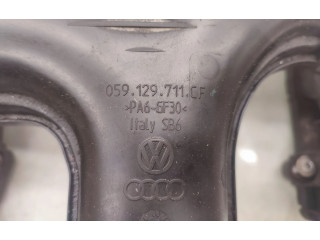 059.129.711.CF
>PA6-GF30<
Italy SB6